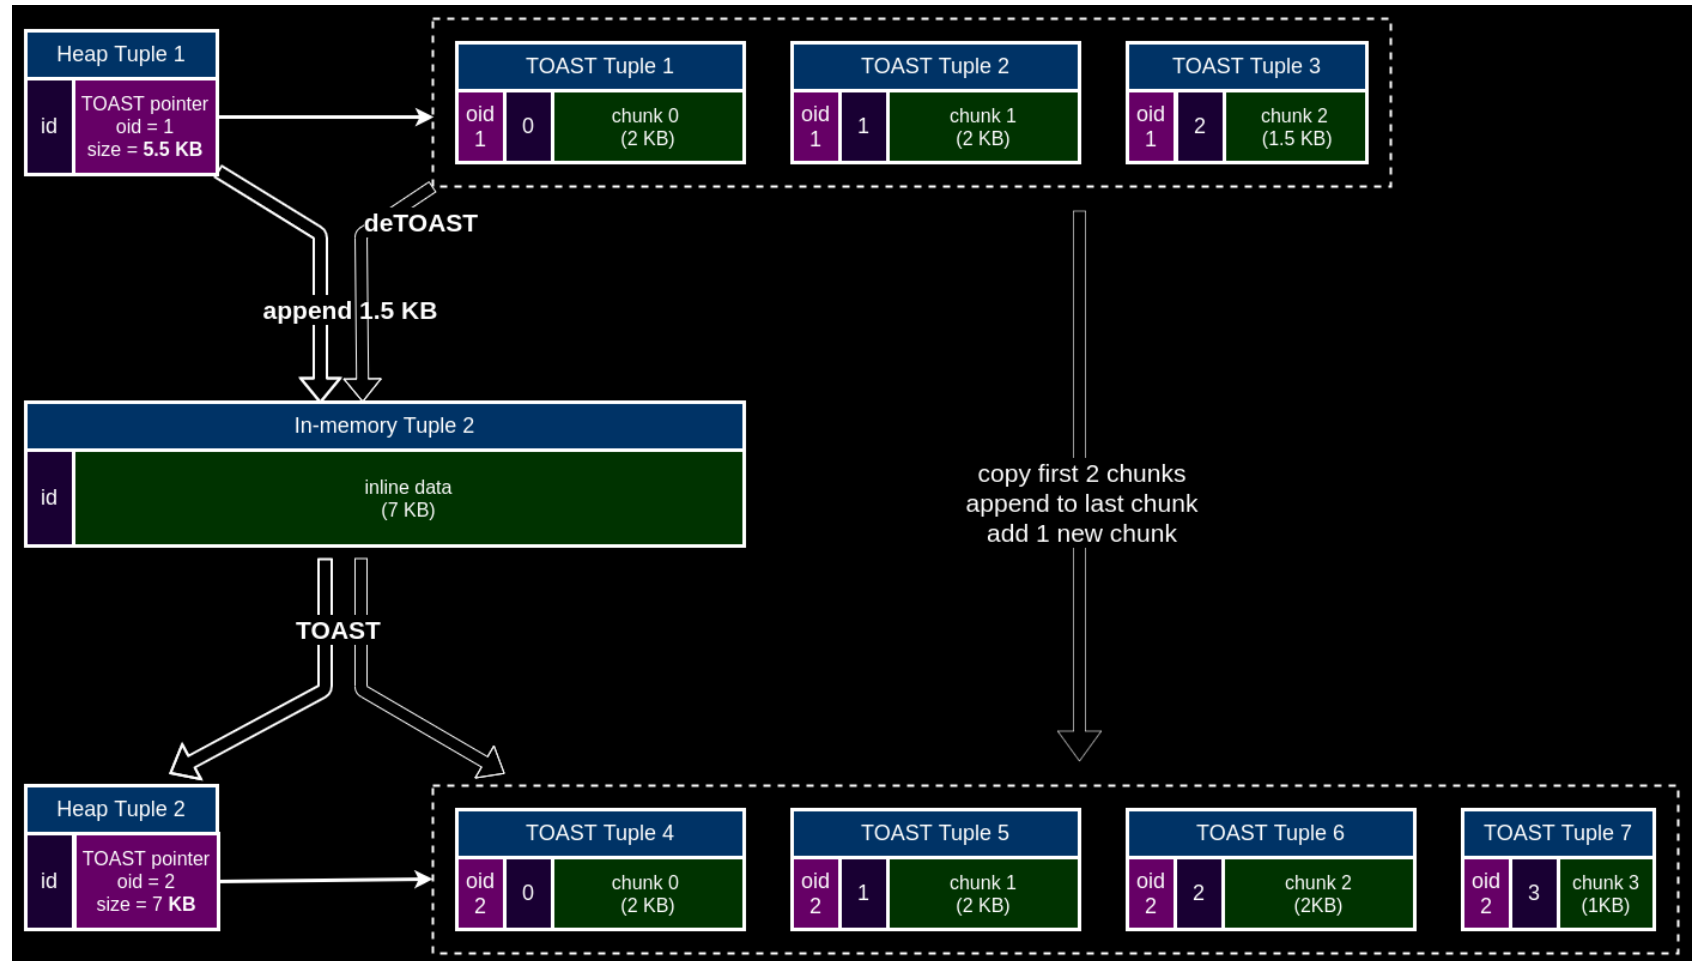 Heap Tuple 1
id
TOAST pointer
oid = 1
size = 5.5 KB
TOAST Tuple 1
oid
1
0
chunk 0
(2 KB)
TOAST Tuple 2
oid
1
1
chunk 1
(2 KB)
TOAST Tuple 3
oid
1
2
chunk 2
(1.5 KB)
deTOAST
append 1.5 KB
In-memory Tuple 2
id
inline data
(7 KB)
copy first 2 chunks
append to last chunk
add 1 new chunk
TOAST
Heap Tuple 2
id
TOAST pointer
oid = 2
size = 7 KB
TOAST Tuple 4
oid
2
0
chunk 0
(2 KB)
TOAST Tuple 5
oid
2
1
chunk 1
(2 KB)
TOAST Tuple 6
oid
2
2
chunk 2
(2KB)
TOAST Tuple 7
oid
2
3
chunk 3
(1KB)